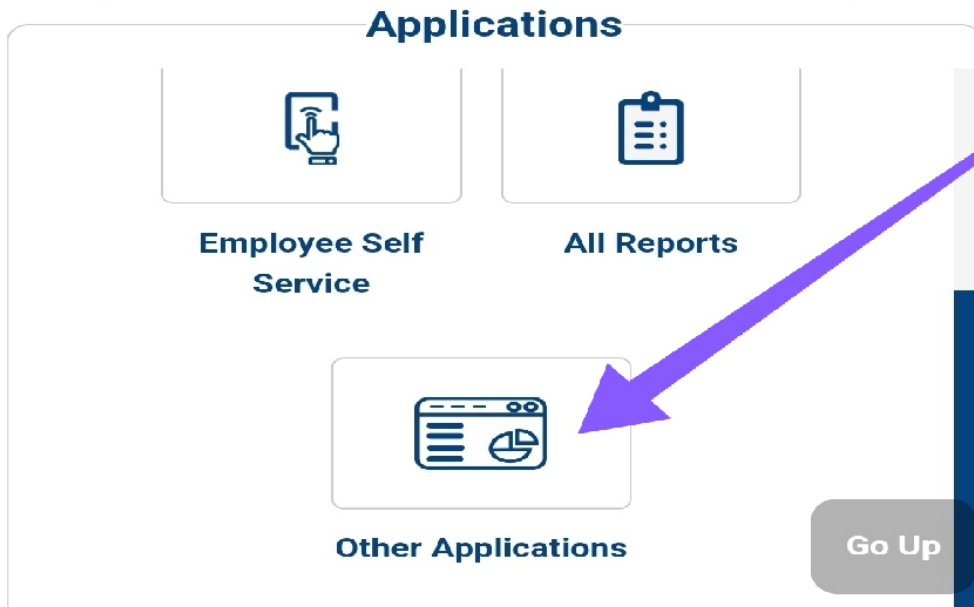 Applications
Employee Self
Service
All Reports
Other Applications
Go Up